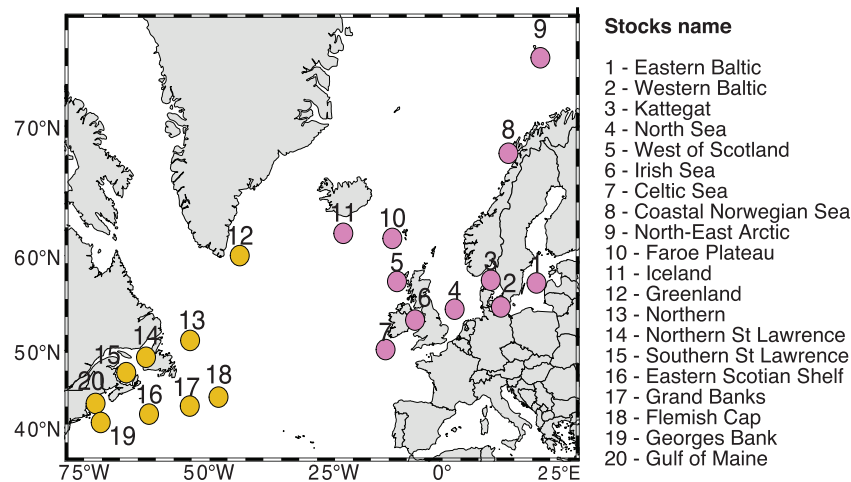 Stocks name
1 - Eastern Baltic
2 - Western Baltic
3 - Kattegat
4 - North Sea
5 - West of Scotland
6 - Irish Sea
7 - Celtic Sea
8 - Coastal Norwegian Sea
9 - North-East Arctic
10 - Faroe Plateau
11 - Iceland
12 - Greenland
13 - Northern
14 - Northern St Lawrence
15 - Southern St Lawrence
16 - Eastern Scotian Shelf
17 - Grand Banks
18 - Flemish Cap
19 - Georges Bank
20 - Gulf of Maine
9
70°N
8
11
10
12
60°N
5
3
1
4
2
6
13
14
7
50°N
15
20
16
17
18
40°N
19
75°W
50°W
25°W
0°
25°E